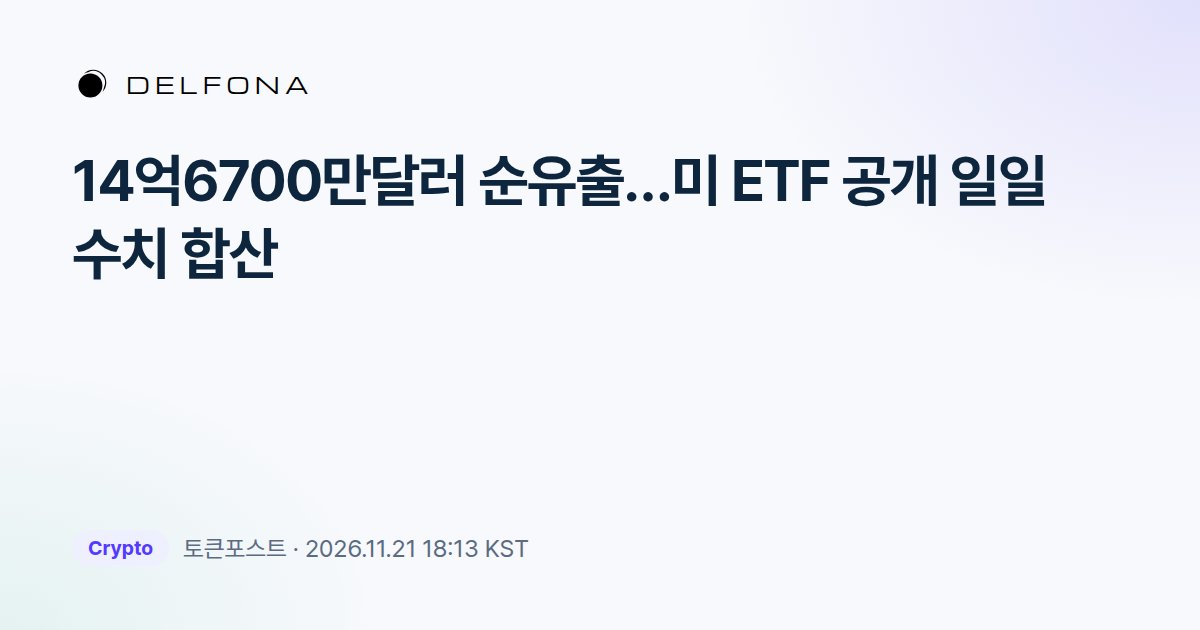 DELFONA
14억6700만달러 순유출…미 ETF 공개 일일
수치 합산
Crypto 토큰포스트 · 2026.11.21 18:13 KST